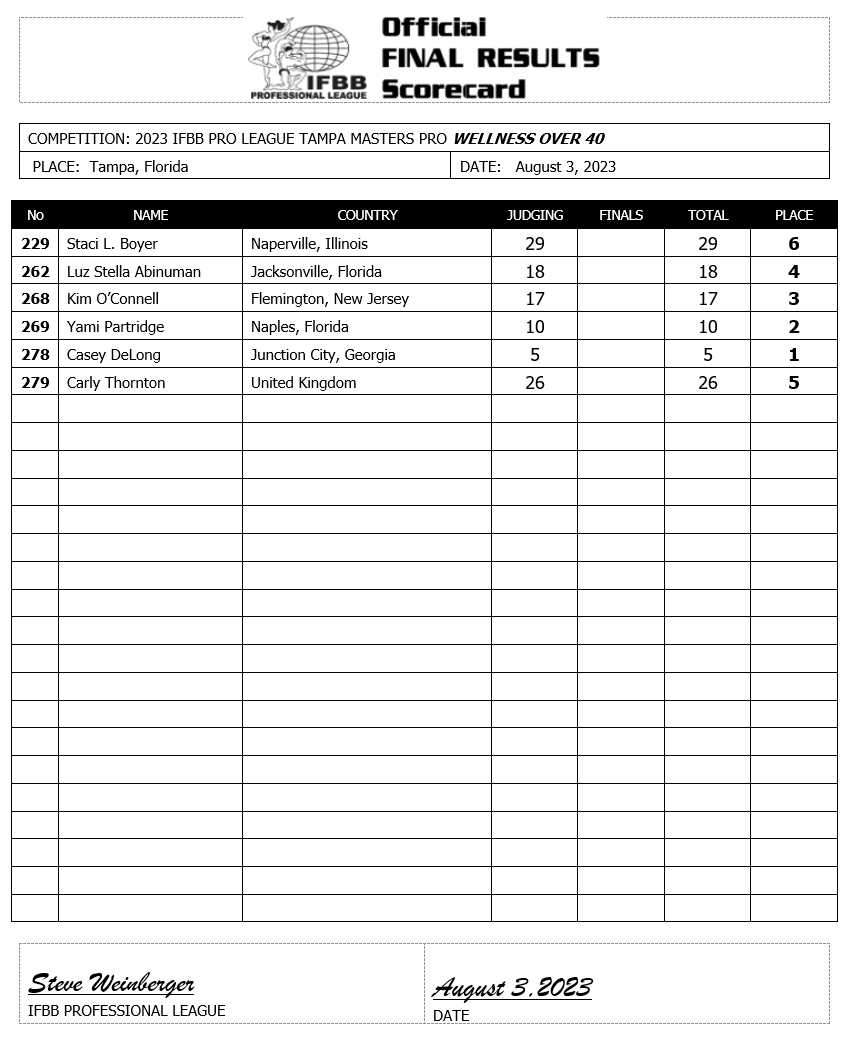 Official
FINAL RESULTS
Scorecard
IFBB
PROFESSIONAL LEAGUE
COMPETITION: 2023 IFBB PRO LEAGUE TAMPA MASTERS PRO WELLNESS OVER 40
PLACE: Tampa, Florida DATE: August 3, 2023
No NAME COUNTRY JUDGING FINALS TOTAL PLACE
229 Staci L. Boyer Naperville, Illinois 29 29 6
262 Luz Stella Abinuman Jacksonville, Florida 18 18 4
268 Kim O’Connell Flemington, New Jersey 17 17 3
269 Yami Partridge Naples, Florida 10 10 2
278 Casey DeLong Junction City, Georgia 5 5 1
279 Carly Thornton United Kingdom 26 26 5
Steve Weinberger August 3,2023
IFBB PROFESSIONAL LEAGUE DATE